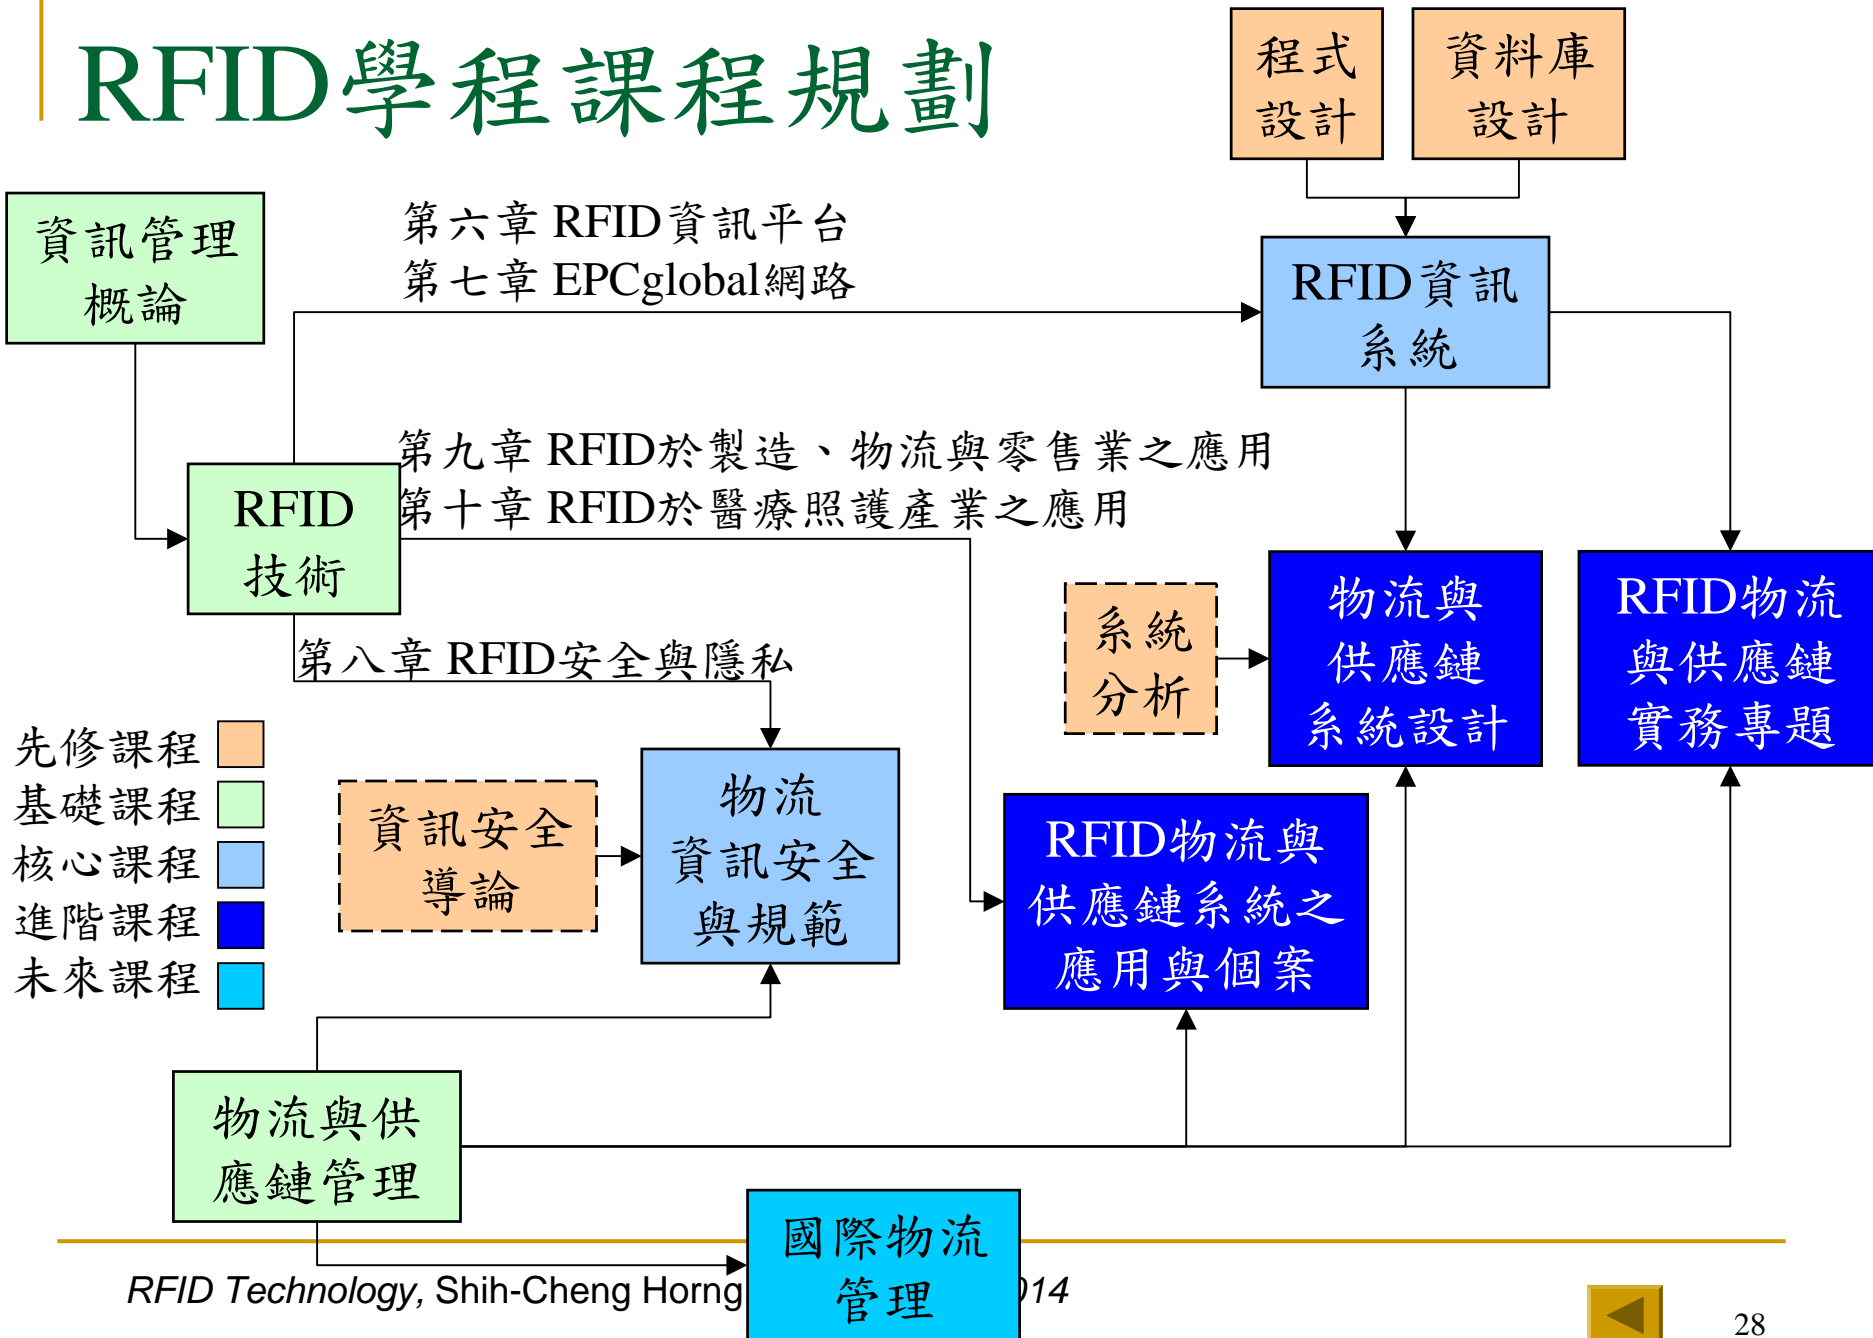 RFID學程課程規劃
程式
設計
資料庫
設計
資訊管理
概論
第六章 RFID資訊平台
第七章 EPCglobal網路
RFID資訊
系統
第九章 RFID於製造、物流與零售業之應用
第十章 RFID於醫療照護產業之應用
RFID
技術
第八章 RFID安全與隱私
系統
分析
物流與
供應鏈
系統設計
RFID物流
與供應鏈
實務專題
先修課程
基礎課程
核心課程
進階課程
未來課程
資訊安全
導論
物流
資訊安全
與規範
RFID物流與
供應鏈系統之
應用與個案
物流與供
應鏈管理
國際物流
管理
RFID Technology, Shih-Cheng Horng 014
28